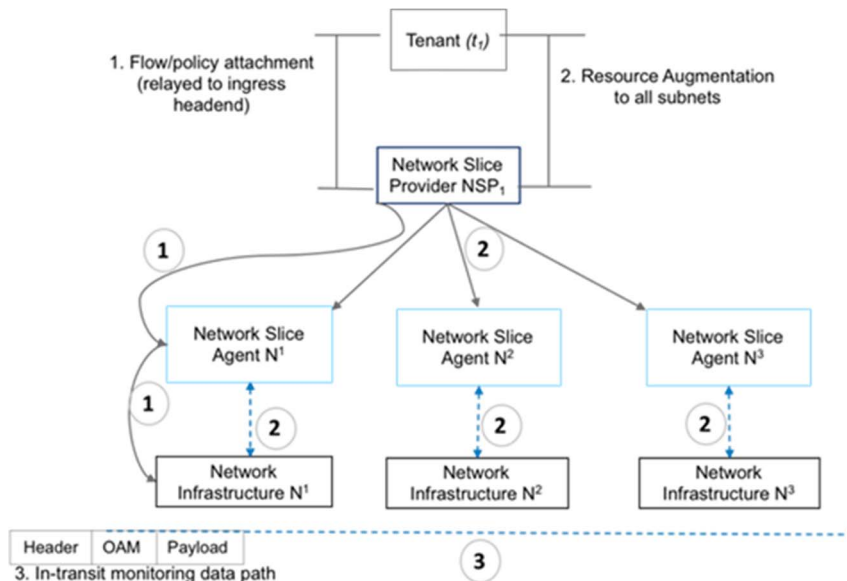 Tenant (t₁)
1. Flow/policy attachment
(relayed to ingress
headend)
2. Resource Augmentation
to all subnets
Network Slice
Provider NSP₁
1
2
Network Slice
Agent N¹
Network Slice
Agent N²
Network Slice
Agent N³
1
2
2
2
Network
Infrastructure N¹
Network
Infrastructure N²
Network
Infrastructure N³
Header OAM Payload
3
3. In-transit monitoring data path